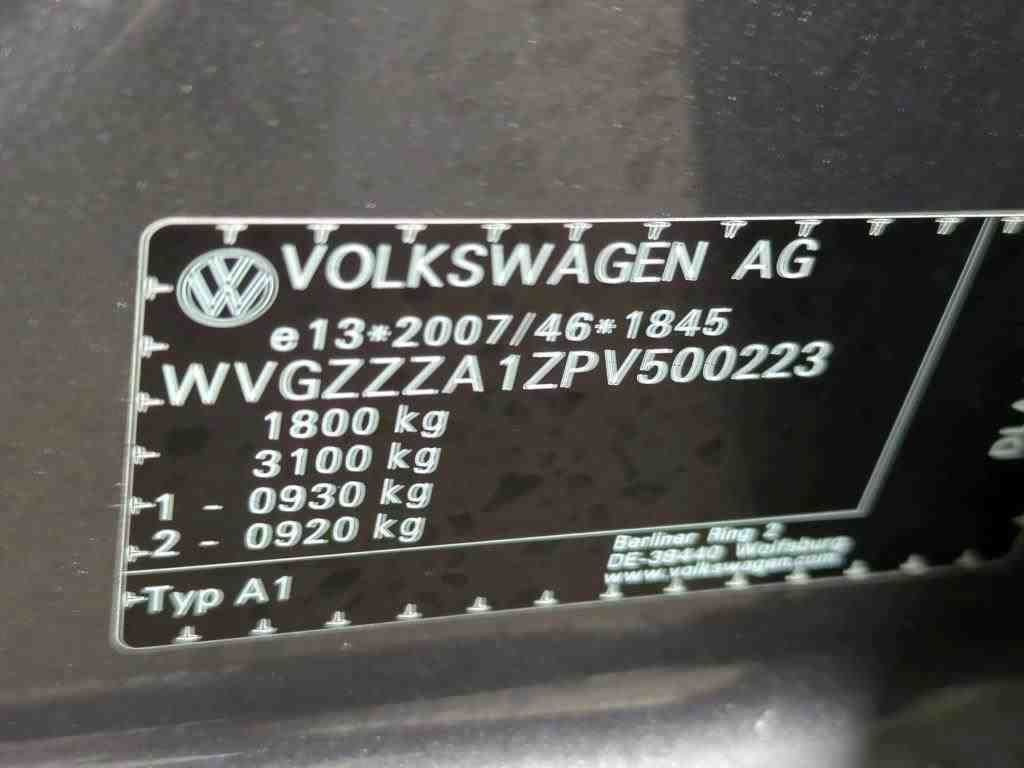 VOLKSWAGEN AG
e13*2007/46*1845
WVGZZZA1ZPV500223
1800 kg
3100 kg
1 - 0930 kg
2 - 0920 kg
Typ A1
Berliner Ring 2
DE-38440 Wolfsburg
www.volkswagen.com